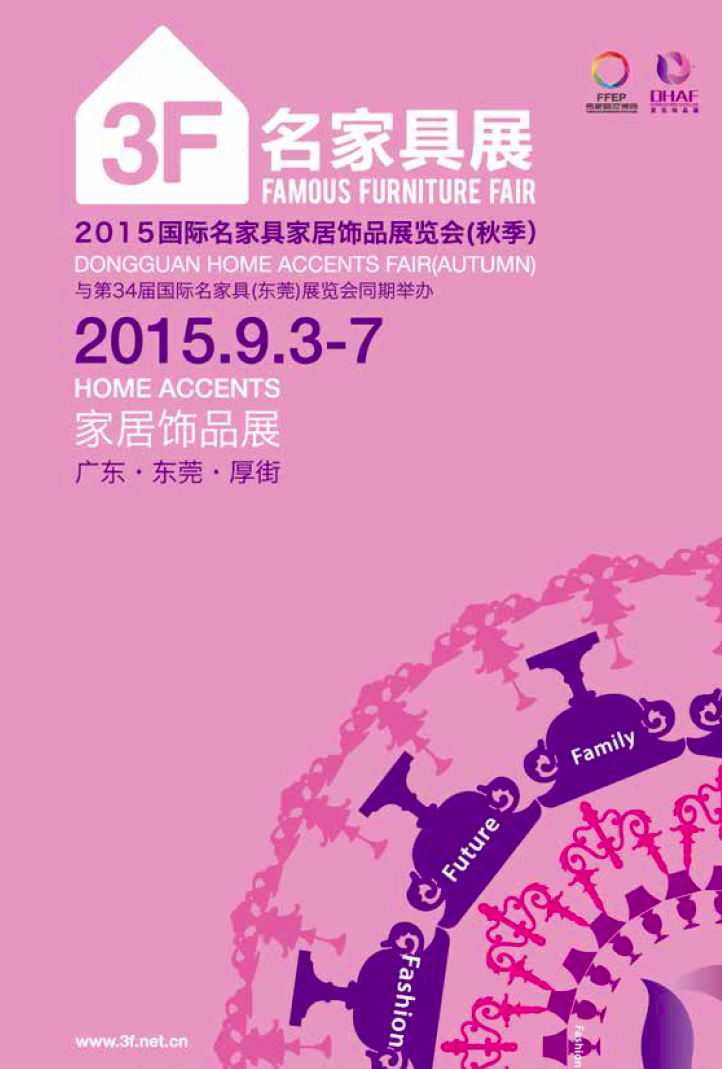 3F
名家具展
FAMOUS FURNITURE FAIR
FFEP
DHAF
2015国际名家具家居饰品展览会(秋季)
DONGGUAN HOME ACCENTS FAIR(AUTUMN)
与第34届国际名家具(东莞)展览会同期举办
2015.9.3-7
HOME ACCENTS
家居饰品展
广东·东莞·厚街
Family
Future
Fashion
Fashion
www.3f.net.cn